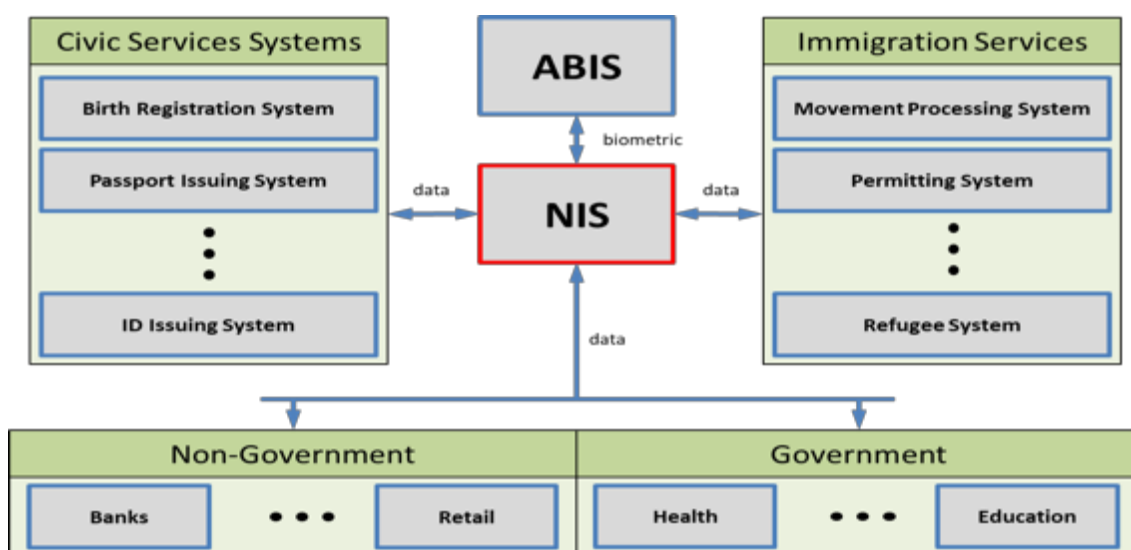 Civic Services Systems
Birth Registration System
Passport Issuing System
ID Issuing System
ABIS
biometric
NIS
data
data
data
Immigration Services
Movement Processing System
Permitting System
Refugee System
Non-Government
Banks
Retail
Government
Health
Education